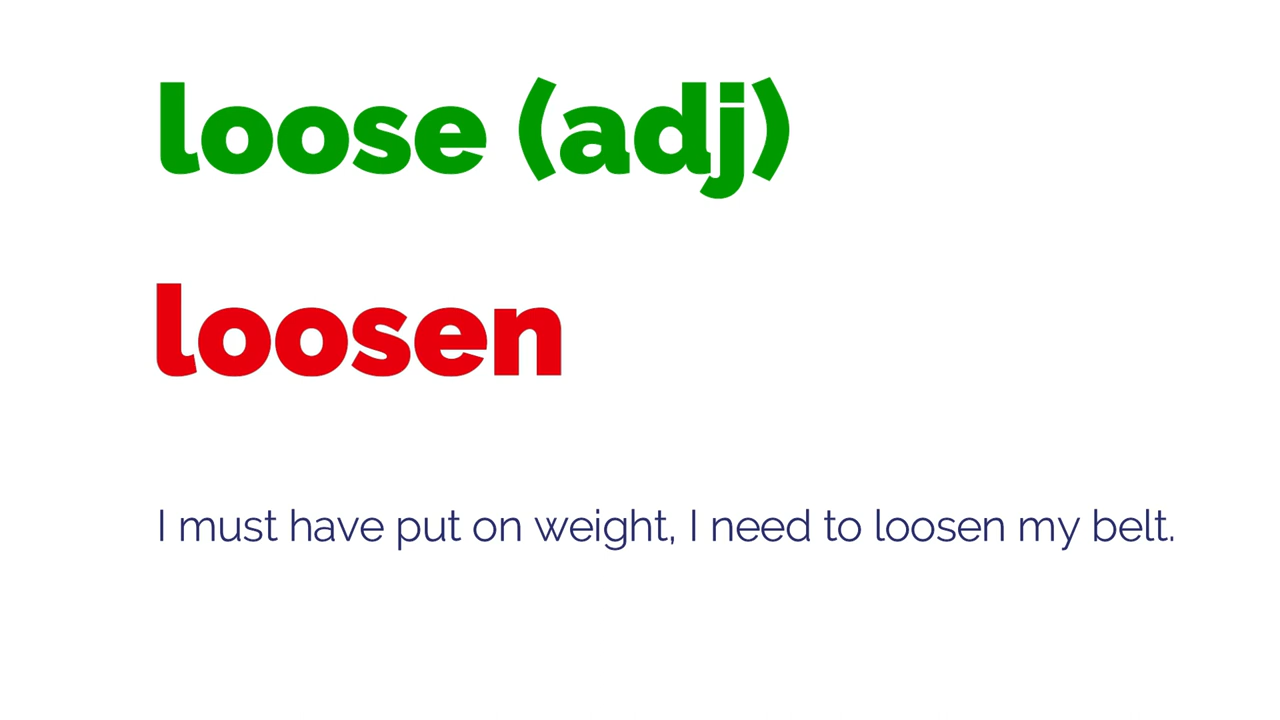 loose (adj)
loosen
I must have put on weight, I need to loosen my belt.